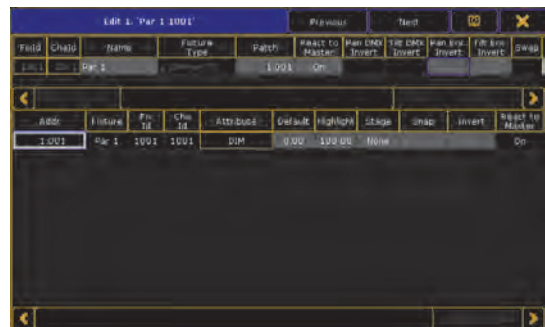 Edit 1. 'Par 1 1001' Previous Next
FixId ChaId Name Fixture Type Patch React to Master Pan DMX Invert Tilt DMX Invert Pan Enc. Invert Tilt Enc. Invert Swap
Par 1 1.001 On
Addr Fixture Fix Id Cha Id Attribute Default Highlight Stage Snap Invert React to Master
1.001 Par 1 1001 1001 DIM 0.00 100.00 None On